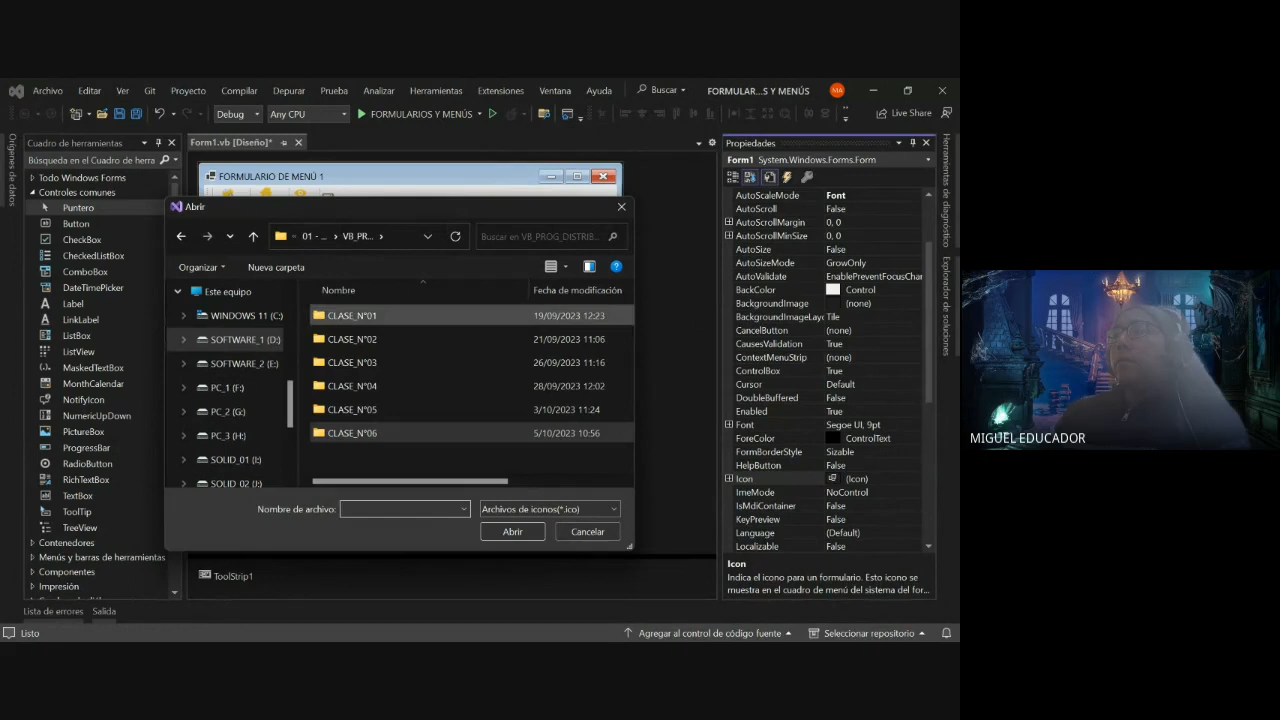 Archivo Editar Ver Git Proyecto Compilar Depurar Prueba Analizar Herramientas Extensiones Ventana Ayuda Buscar FORMULAR...S Y MENÚS MA
Debug Any CPU FORMULARIOS Y MENÚS Live Share
Orígenes de datos
Cuadro de herramientas
Búsqueda en el Cuadro de herra
Todo Windows Forms
Controles comunes
Puntero
Button
CheckBox
CheckedListBox
ComboBox
DateTimePicker
Label
LinkLabel
ListBox
ListView
MaskedTextBox
MonthCalendar
NotifyIcon
NumericUpDown
PictureBox
ProgressBar
RadioButton
RichTextBox
TextBox
ToolTip
TreeView
Contenedores
Menús y barras de herramientas
Componentes
Impresión
Lista de errores Salida
Form1.vb [Diseño]*
FORMULARIO DE MENÚ 1
Abrir
01 - ... VB_PR...
Buscar en VB_PROG_DISTRIB...
Organizar Nueva carpeta
Este equipo
WINDOWS 11 (C:)
SOFTWARE_1 (D:)
SOFTWARE_2 (E:)
PC_1 (F:)
PC_2 (G:)
PC_3 (H:)
SOLID_01 (I:)
SOLID_02 (J:)
Nombre Fecha de modificación
CLASE_N°01 19/09/2023 12:23
CLASE_N°02 21/09/2023 11:06
CLASE_N°03 26/09/2023 11:16
CLASE_N°04 28/09/2023 12:02
CLASE_N°05 3/10/2023 11:24
CLASE_N°06 5/10/2023 10:56
Nombre de archivo: Archivos de iconos(*.ico)
Abrir Cancelar
ToolStrip1
Propiedades
Form1 System.Windows.Forms.Form
AutoScaleMode Font
AutoScroll False
AutoScrollMargin 0, 0
AutoScrollMinSize 0, 0
AutoSize False
AutoSizeMode GrowOnly
AutoValidate EnablePreventFocusChan
BackColor Control
BackgroundImage (none)
BackgroundImageLay Tile
CancelButton (none)
CausesValidation True
ContextMenuStrip (none)
ControlBox True
Cursor Default
DoubleBuffered False
Enabled True
Font Segoe UI, 9pt
ForeColor ControlText
FormBorderStyle Sizable
HelpButton False
Icon (Icon)
ImeMode NoControl
IsMdiContainer False
KeyPreview False
Language (Default)
Localizable False
Icon
Indica el icono para un formulario. Esto icono se
muestra en el cuadro de menú del sistema del for...
Herramientas de diagnóstico
Explorador de soluciones
Listo Agregar al control de código fuente Seleccionar repositorio
MIGUEL EDUCADOR